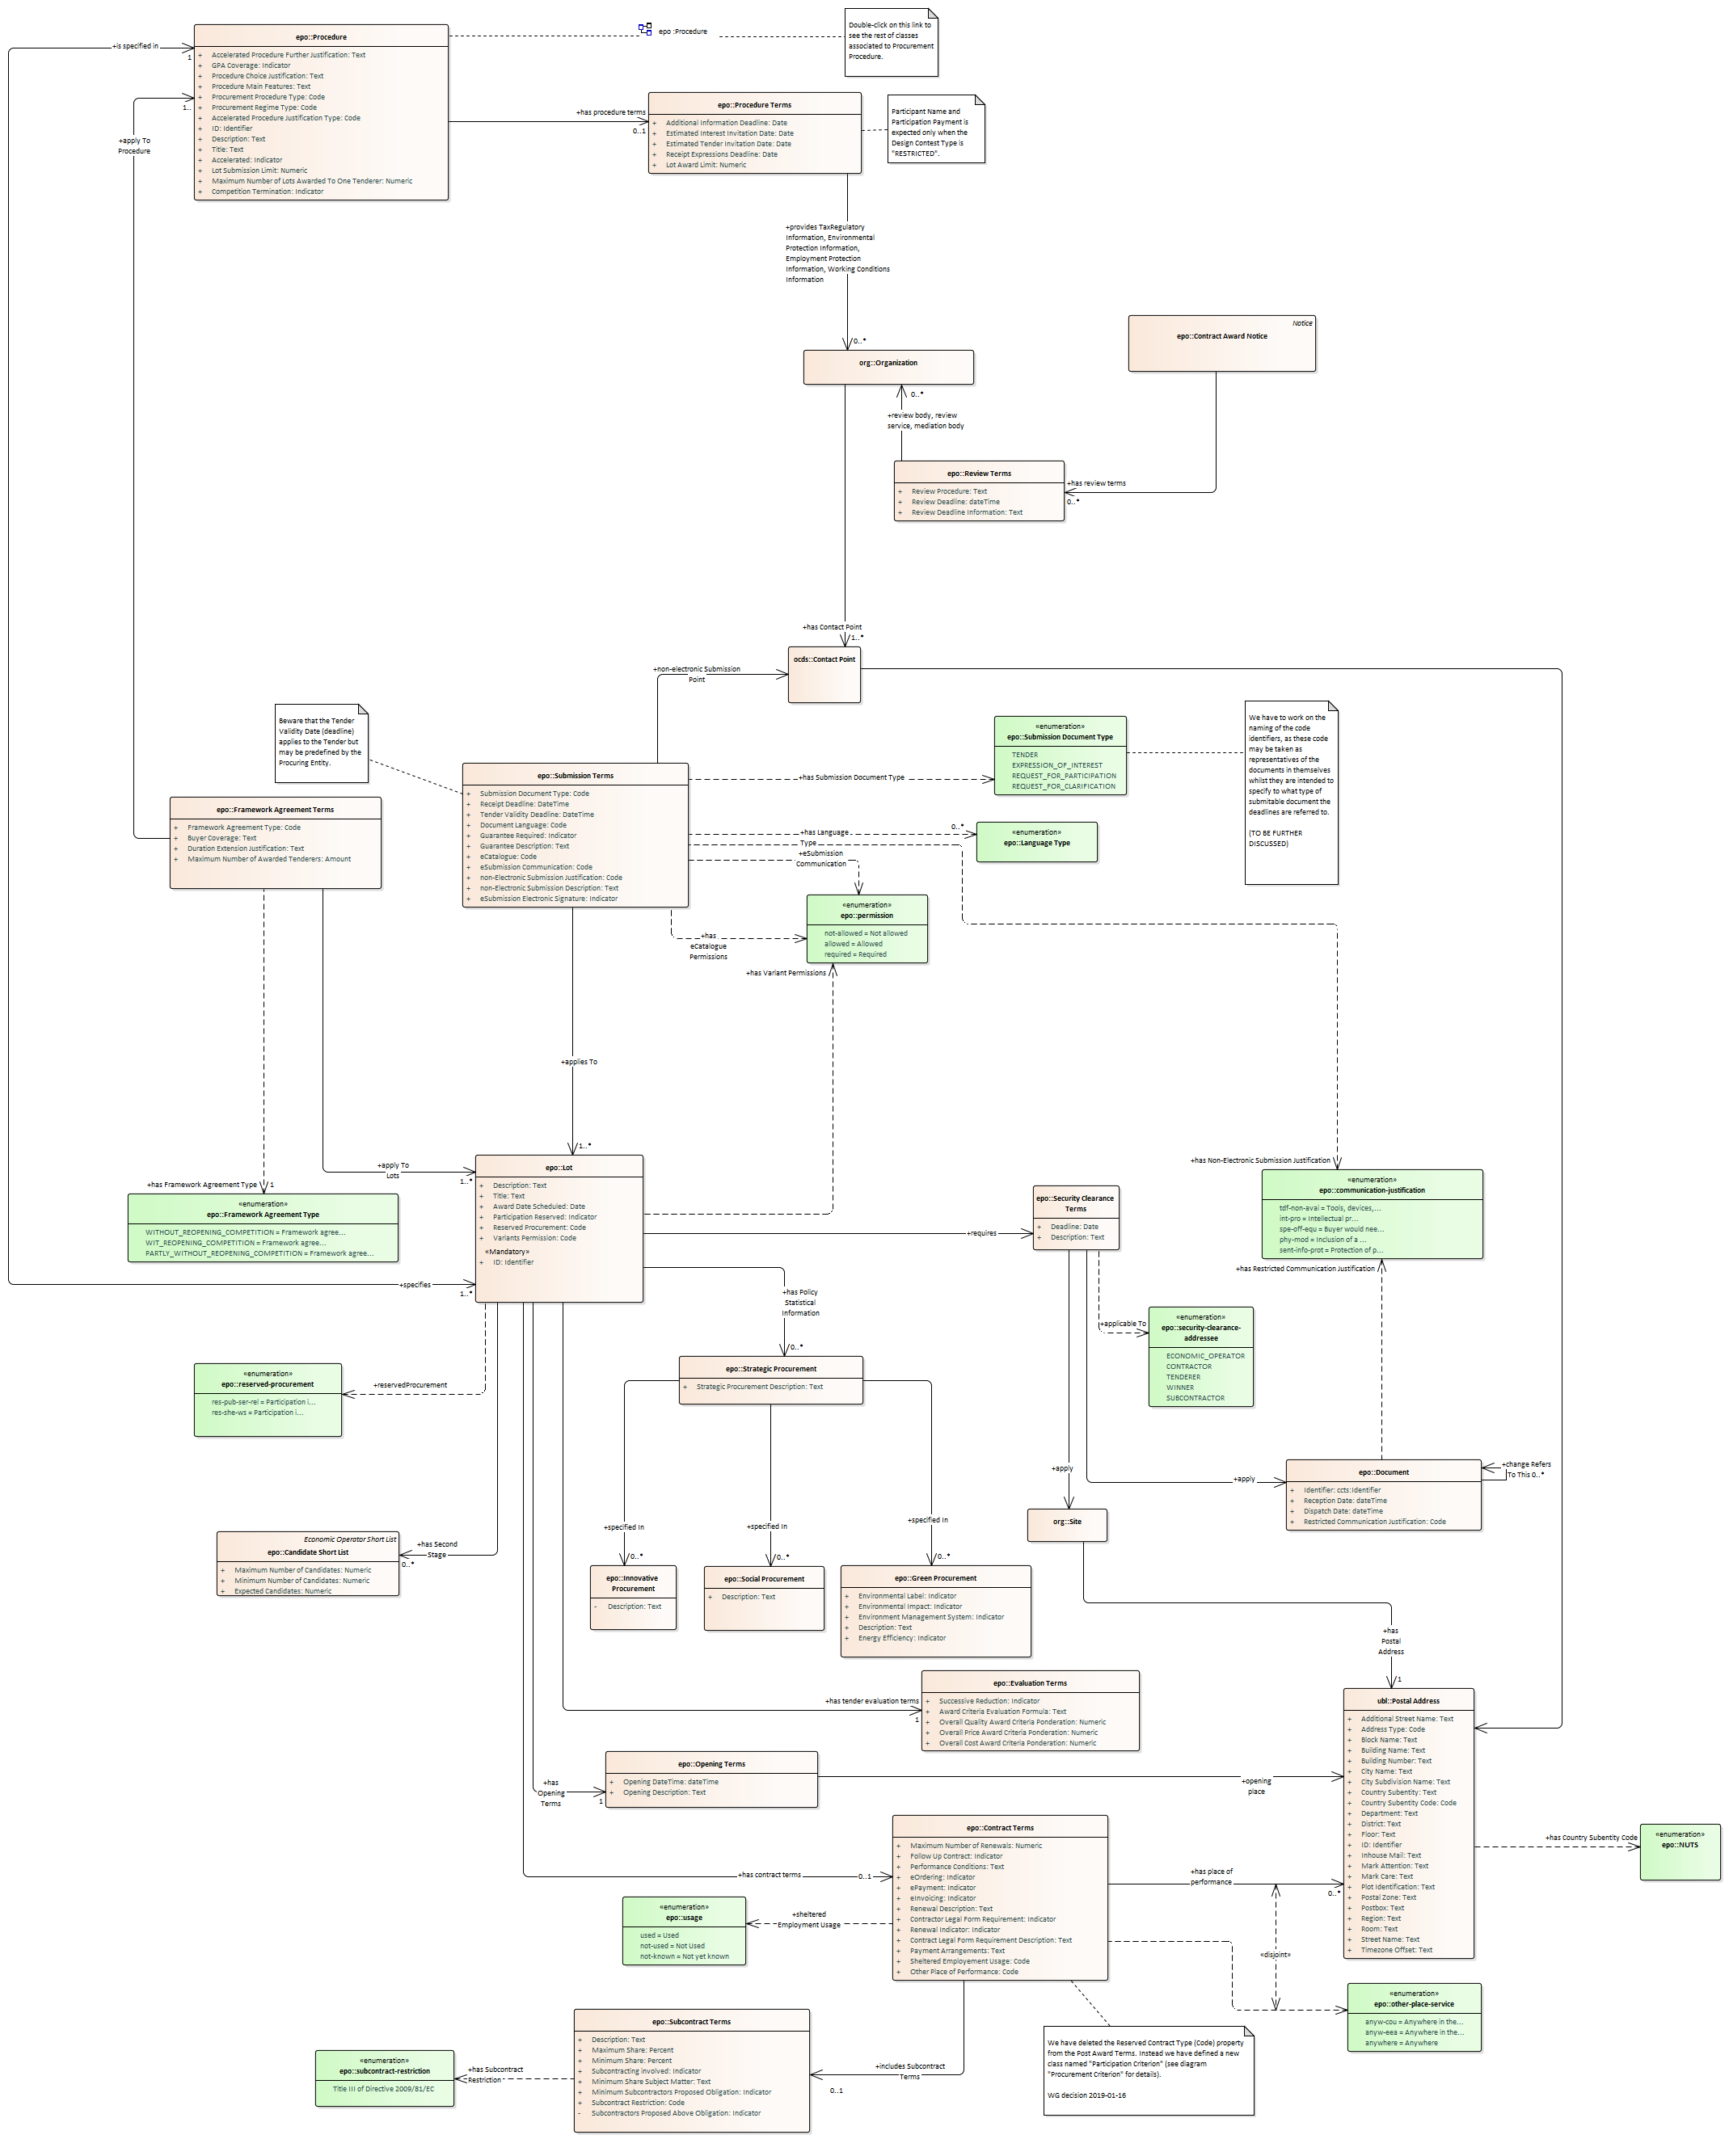 epo::Procedure
+ Accelerated Procedure Further Justification: Text
+ GPA Coverage: Indicator
+ Procedure Choice Justification: Text
+ Procedure Main Features: Text
+ Procurement Procedure Type: Code
+ Procurement Regime Type: Code
+ Accelerated Procedure Justification Type: Code
+ ID: Identifier
+ Description: Text
+ Title: Text
+ Accelerated: Indicator
+ Lot Submission Limit: Numeric
+ Maximum Number of Lots Awarded To One Tenderer: Numeric
+ Competition Termination: Indicator
+is specified in
1
1..
+apply To
Procedure
epo :Procedure
Double-click on this link to
see the rest of classes
associated to Procurement
Procedure.
+has procedure terms
0..1
epo::Procedure Terms
+ Additional Information Deadline: Date
+ Estimated Interest Invitation Date: Date
+ Estimated Tender Invitation Date: Date
+ Receipt Expressions Deadline: Date
+ Lot Award Limit: Numeric
Participant Name and
Participation Payment is
expected only when the
Design Contest Type is
"RESTRICTED".
+provides TaxRegulatory
Information, Environmental
Protection Information,
Employment Protection
Information, Working Conditions
Information
0..*
org::Organization
Notice
epo::Contract Award Notice
0..*
+review body, review
service, mediation body
epo::Review Terms
+ Review Procedure: Text
+ Review Deadline: dateTime
+ Review Deadline Information: Text
+has review terms
0..*
+has Contact Point
1..*
ocds::Contact Point
+non-electronic Submission
Point
Beware that the Tender
Validity Date (deadline)
applies to the Tender but
may be predefined by the
Procuring Entity.
epo::Submission Terms
+ Submission Document Type: Code
+ Receipt Deadline: DateTime
+ Tender Validity Deadline: DateTime
+ Document Language: Code
+ Guarantee Required: Indicator
+ Guarantee Description: Text
+ eCatalogue: Code
+ eSubmission Communication: Code
+ non-Electronic Submission Justification: Code
+ non-Electronic Submission Description: Text
+ eSubmission Electronic Signature: Indicator
+has Submission Document Type
«enumeration»
epo::Submission Document Type
TENDER
EXPRESSION_OF_INTEREST
REQUEST_FOR_PARTICIPATION
REQUEST_FOR_CLARIFICATION
We have to work on the
naming of the code
identifiers, as these code
may be taken as
representatives of the
documents in themselves
whilst they are intended to
specify to what type of
submitable document the
deadlines are referred to.
(TO BE FURTHER
DISCUSSED)
+has Language
Type
0..*
«enumeration»
epo::Language Type
+eSubmission
Communication
«enumeration»
epo::permission
not-allowed = Not allowed
allowed = Allowed
required = Required
+has
eCatalogue
Permissions
+has Variant Permissions
epo::Framework Agreement Terms
+ Framework Agreement Type: Code
+ Buyer Coverage: Text
+ Duration Extension Justification: Text
+ Maximum Number of Awarded Tenderers: Amount
+applies To
1..*
+apply To
Lots
1..*
+has Framework Agreement Type
1
«enumeration»
epo::Framework Agreement Type
WITHOUT_REOPENING_COMPETITION = Framework agree...
WIT_REOPENING_COMPETITION = Framework agree...
PARTLY_WITHOUT_REOPENING_COMPETITION = Framework agree...
epo::Lot
+ Description: Text
+ Title: Text
+ Award Date Scheduled: Date
+ Participation Reserved: Indicator
+ Reserved Procurement: Code
+ Variants Permission: Code
«Mandatory»
+ ID: Identifier
+specifies
1..*
+requires
epo::Security Clearance
Terms
+ Deadline: Date
+ Description: Text
+has Non-Electronic Submission Justification
«enumeration»
epo::communication-justification
tdf-non-avai = Tools, devices,...
int-pro = Intellectual pr...
spe-off-equ = Buyer would nee...
phy-mod = Inclusion of a ...
sent-info-prot = Protection of p...
+has Restricted Communication Justification
+has Policy
Statistical
Information
0..*
+applicable To
«enumeration»
epo::security-clearance-
addressee
ECONOMIC_OPERATOR
CONTRACTOR
TENDERER
WINNER
SUBCONTRACTOR
+reservedProcurement
«enumeration»
epo::reserved-procurement
res-pub-ser-rel = Participation i...
res-she-ws = Participation i...
epo::Strategic Procurement
+ Strategic Procurement Description: Text
+apply
+apply
epo::Document
+ Identifier: ccts:Identifier
+ Reception Date: dateTime
+ Dispatch Date: dateTime
+ Restricted Communication Justification: Code
+change Refers
To This 0..*
org::Site
Economic Operator Short List
epo::Candidate Short List
+ Maximum Number of Candidates: Numeric
+ Minimum Number of Candidates: Numeric
+ Expected Candidates: Numeric
+has Second
Stage
0..*
+specified In
0..*
+specified In
0..*
+specified In
0..*
epo::Innovative
Procurement
- Description: Text
epo::Social Procurement
+ Description: Text
epo::Green Procurement
+ Environmental Label: Indicator
+ Environmental Impact: Indicator
+ Environment Management System: Indicator
+ Description: Text
+ Energy Efficiency: Indicator
+has
Postal
Address
1
+has tender evaluation terms
1
epo::Evaluation Terms
+ Successive Reduction: Indicator
+ Award Criteria Evaluation Formula: Text
+ Overall Quality Award Criteria Ponderation: Numeric
+ Overall Price Award Criteria Ponderation: Numeric
+ Overall Cost Award Criteria Ponderation: Numeric
ubl::Postal Address
+ Additional Street Name: Text
+ Address Type: Code
+ Block Name: Text
+ Building Name: Text
+ Building Number: Text
+ City Name: Text
+ City Subdivision Name: Text
+ Country Subentity: Text
+ Country Subentity Code: Code
+ Department: Text
+ District: Text
+ Floor: Text
+ ID: Identifier
+ Inhouse Mail: Text
+ Mark Attention: Text
+ Mark Care: Text
+ Plot Identification: Text
+ Postal Zone: Text
+ Postbox: Text
+ Region: Text
+ Room: Text
+ Street Name: Text
+ Timezone Offset: Text
+has
Opening
Terms
1
epo::Opening Terms
+ Opening DateTime: dateTime
+ Opening Description: Text
+opening
place
+has Country Subentity Code
«enumeration»
epo::NUTS
+has contract terms
0..1
epo::Contract Terms
+ Maximum Number of Renewals: Numeric
+ Follow Up Contract: Indicator
+ Performance Conditions: Text
+ eOrdering: Indicator
+ ePayment: Indicator
+ eInvoicing: Indicator
+ Renewal Description: Text
+ Contractor Legal Form Requirement: Indicator
+ Renewal Indicator: Indicator
+ Contract Legal Form Requirement Description: Text
+ Payment Arrangements: Text
+ Sheltered Employement Usage: Code
+ Other Place of Performance: Code
+has place of
performance
0..*
«disjoint»
+sheltered
Employment Usage
«enumeration»
epo::usage
used = Used
not-used = Not Used
not-known = Not yet known
«enumeration»
epo::other-place-service
anyw-cou = Anywhere in the...
anyw-eea = Anywhere in the...
anywhere = Anywhere
We have deleted the Reserved Contract Type (Code) property
from the Post Award Terms. Instead we have defined a new
class named "Participation Criterion" (see diagram
"Procurement Criterion" for details).
WG decision 2019-01-16
+includes Subcontract
Terms
0..1
epo::Subcontract Terms
+ Description: Text
+ Maximum Share: Percent
+ Minimum Share: Percent
+ Subcontracting involved: Indicator
+ Minimum Share Subject Matter: Text
+ Minimum Subcontractors Proposed Obligation: Indicator
+ Subcontract Restriction: Code
- Subcontractors Proposed Above Obligation: Indicator
+has Subcontract
Restriction
«enumeration»
epo::subcontract-restriction
Title III of Directive 2009/81/EC